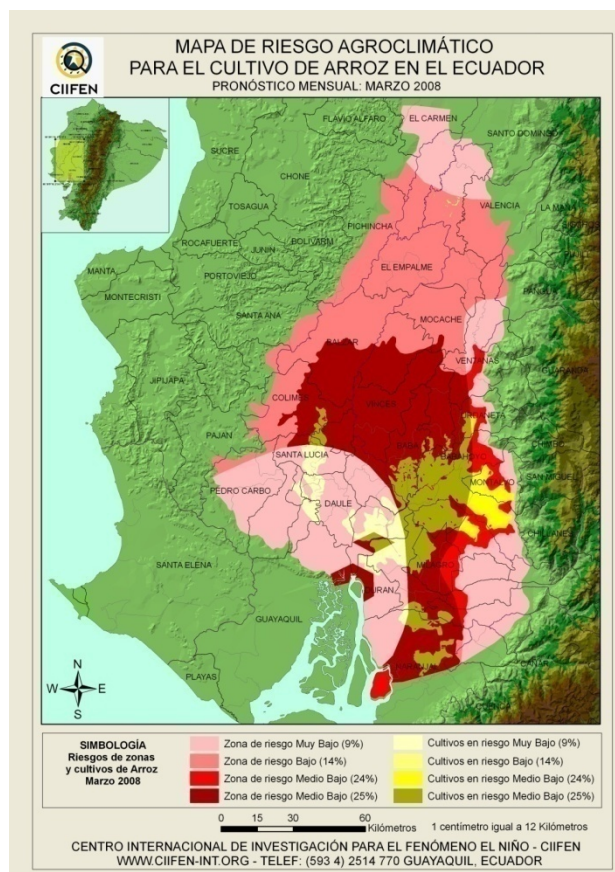 CIIFEN
MAPA DE RIESGO AGROCLIMÁTICO
PARA EL CULTIVO DE ARROZ EN EL ECUADOR
PRONÓSTICO MENSUAL: MARZO 2008
FLAVIO ALFARO
EL CARMEN
SANTO DOMINGO
SUCRE
CHONE
VALENCIA
TOSAGUA
PICHINCHA
ROCAFUERTE
JUNIN
BOLIVARM
EL EMPALME
MANTA
PORTOVIEJO
MONTECRISTI
SANTA ANA
MOCACHE
VENTANAS
JIPIJAPA
COLIMES
VINCES
PAJAN
BABA
SANTA LUCIA
PEDRO CARBO
MONTALVO
SAN MIGUEL
DAULE
SANTA ELENA
MILAGRO
DURAN
GUAYAQUIL
PLAYAS
N
W
E
S
SIMBOLOGÍA
Riesgos de zonas
y cultivos de Arroz
Marzo 2008
Zona de riesgo Muy Bajo (9%)
Zona de riesgo Bajo (14%)
Zona de riesgo Medio Bajo (24%)
Zona de riesgo Medio Bajo (25%)
Cultivos en riesgo Muy Bajo (9%)
Cultivos en riesgo Bajo (14%)
Cultivos en riesgo Medio Bajo (24%)
Cultivos en riesgo Medio Bajo (25%)
0 15 30 60
Kilómetros
1 centímetro igual a 12 Kilómetros
CENTRO INTERNACIONAL DE INVESTIGACIÓN PARA EL FENÓMENO EL NIÑO - CIIFEN
WWW.CIIFEN-INT.ORG - TELEF: (593 4) 2514 770 GUAYAQUIL, ECUADOR